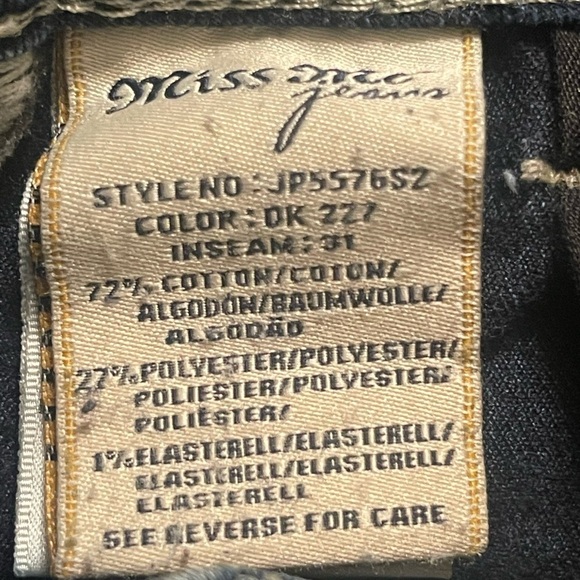 Miss Me
jeans
STYLE NO : JP5576S2
COLOR : DK 227
INSEAM : 31
72% COTTON/COTON/
ALGODÓN/BAUMWOLLE/
ALGODÃO
27% POLYESTER/POLYESTER/
POLIESTER/POLYESTER/
POLIÉSTER/
1% ELASTERELL/ELASTERELL/
ELASTERELL/ELASTERELL/
ELASTERELL
SEE REVERSE FOR CARE